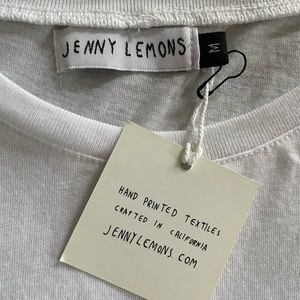 JENNY LEMONS
M
HAND PRINTED TEXTILES
CRAFTED IN CALIFORNIA
JENNYLEMONS.COM